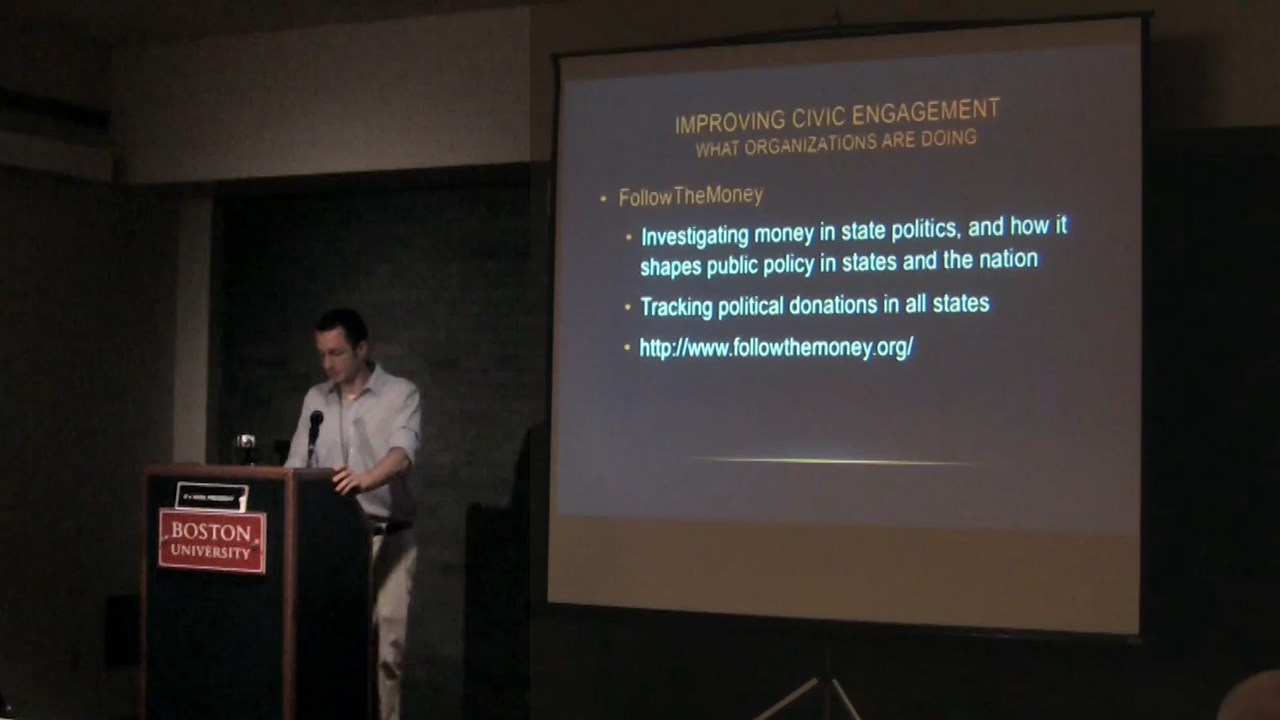 IMPROVING CIVIC ENGAGEMENT
WHAT ORGANIZATIONS ARE DOING
• FollowTheMoney
• Investigating money in state politics, and how it
shapes public policy in states and the nation
• Tracking political donations in all states
• http://www.followthemoney.org/
BOSTON
UNIVERSITY